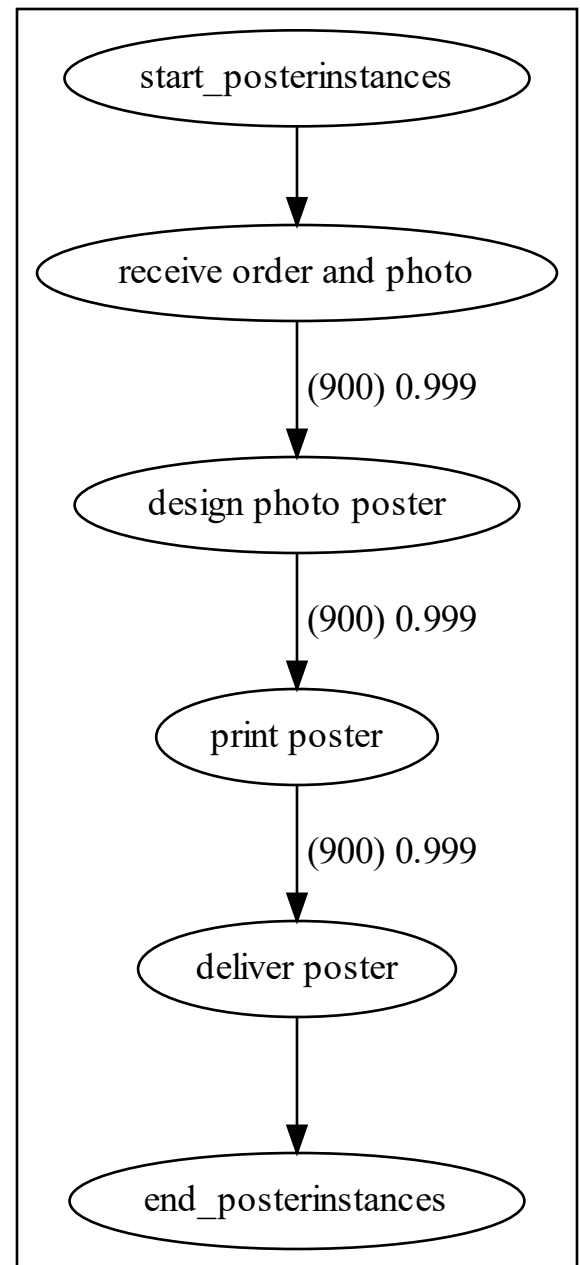 start_posterinstances
receive order and photo
(900) 0.999
design photo poster
(900) 0.999
print poster
(900) 0.999
deliver poster
end_posterinstances